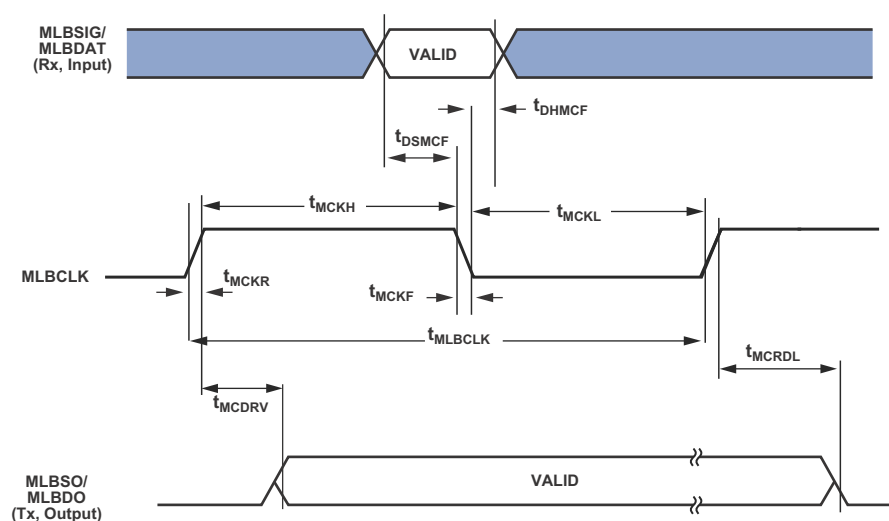 MLBSIG/
MLBDAT
(Rx, Input)
VALID
tDHMCF
tDSMCF
tMCKH
tMCKL
MLBCLK
tMCKR
tMCKF
tMLBCLK
tMCRDL
tMCDRV
MLBSO/
MLBDO
(Tx, Output)
VALID